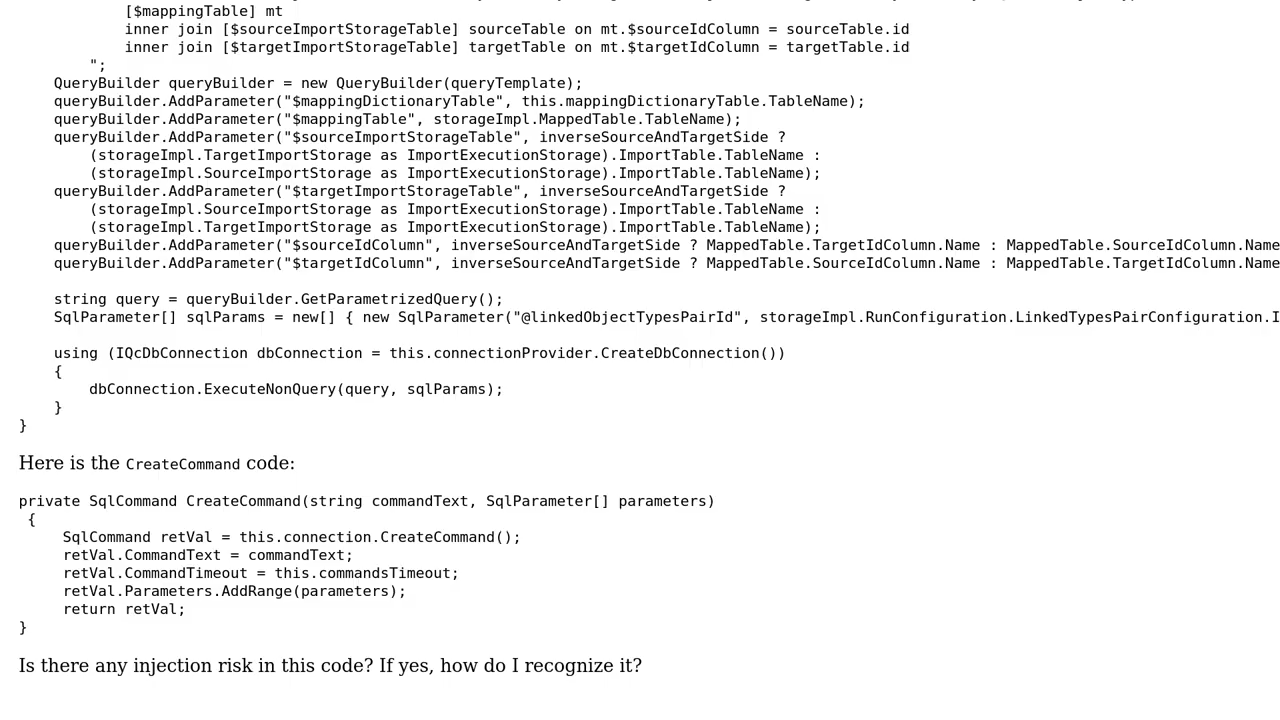 [$mappingTable] mt
inner join [$sourceImportStorageTable] sourceTable on mt.$sourceIdColumn = sourceTable.id
inner join [$targetImportStorageTable] targetTable on mt.$targetIdColumn = targetTable.id
";
QueryBuilder queryBuilder = new QueryBuilder(queryTemplate);
queryBuilder.AddParameter("$mappingDictionaryTable", this.mappingDictionaryTable.TableName);
queryBuilder.AddParameter("$mappingTable", storageImpl.MappedTable.TableName);
queryBuilder.AddParameter("$sourceImportStorageTable", inverseSourceAndTargetSide ?
(storageImpl.TargetImportStorage as ImportExecutionStorage).ImportTable.TableName :
(storageImpl.SourceImportStorage as ImportExecutionStorage).ImportTable.TableName);
queryBuilder.AddParameter("$targetImportStorageTable", inverseSourceAndTargetSide ?
(storageImpl.SourceImportStorage as ImportExecutionStorage).ImportTable.TableName :
(storageImpl.TargetImportStorage as ImportExecutionStorage).ImportTable.TableName);
queryBuilder.AddParameter("$sourceIdColumn", inverseSourceAndTargetSide ? MappedTable.TargetIdColumn.Name : MappedTable.SourceIdColumn.Name
queryBuilder.AddParameter("$targetIdColumn", inverseSourceAndTargetSide ? MappedTable.SourceIdColumn.Name : MappedTable.TargetIdColumn.Name
string query = queryBuilder.GetParametrizedQuery();
SqlParameter[] sqlParams = new[] { new SqlParameter("@linkedObjectTypesPairId", storageImpl.RunConfiguration.LinkedTypesPairConfiguration.I
using (IQcDbConnection dbConnection = this.connectionProvider.CreateDbConnection())
{
dbConnection.ExecuteNonQuery(query, sqlParams);
}
}
Here is the CreateCommand code:
private SqlCommand CreateCommand(string commandText, SqlParameter[] parameters)
{
SqlCommand retVal = this.connection.CreateCommand();
retVal.CommandText = commandText;
retVal.CommandTimeout = this.commandsTimeout;
retVal.Parameters.AddRange(parameters);
return retVal;
}
Is there any injection risk in this code? If yes, how do I recognize it?